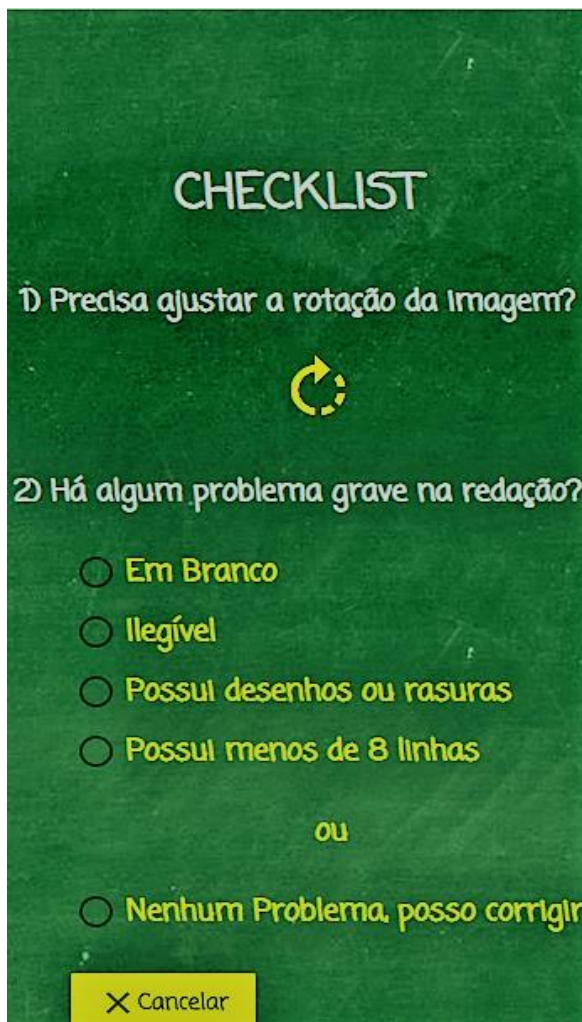 CHECKLIST
1) Precisa ajustar a rotação da imagem?
2) Há algum problema grave na redação?
Em Branco
Ilegível
Possui desenhos ou rasuras
Possui menos de 8 linhas
ou
Nenhum Problema, posso corrigir
Cancelar